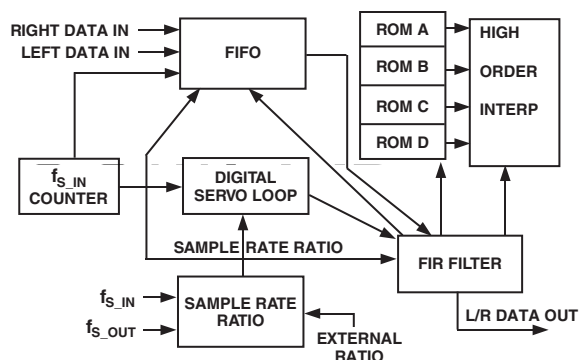 RIGHT DATA IN
LEFT DATA IN
FIFO
ROM A
ROM B
ROM C
ROM D
HIGH
ORDER
INTERP
fS_IN
COUNTER
DIGITAL
SERVO LOOP
SAMPLE RATE RATIO
FIR FILTER
fS_IN
fS_OUT
SAMPLE RATE
RATIO
EXTERNAL
RATIO
L/R DATA OUT